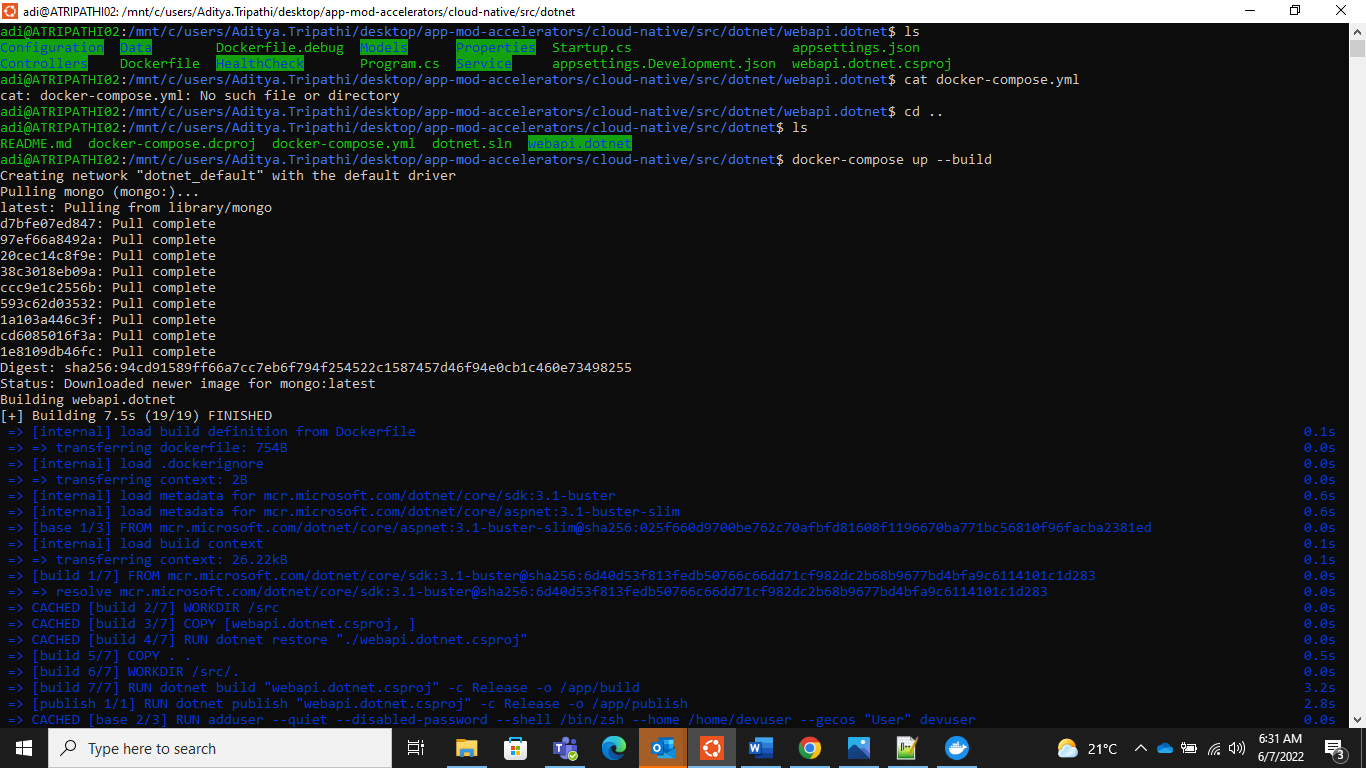 adi@ATRIPATHI02: /mnt/c/users/Aditya.Tripathi/desktop/app-mod-accelerators/cloud-native/src/dotnet
adi@ATRIPATHI02:/mnt/c/users/Aditya.Tripathi/desktop/app-mod-accelerators/cloud-native/src/dotnet/webapi.dotnet$ ls
Configuration  Data        Dockerfile.debug  Models      Properties  Startup.cs                    appsettings.json
Controllers    Dockerfile  HealthCheck       Program.cs  Service     appsettings.Development.json  webapi.dotnet.csproj
adi@ATRIPATHI02:/mnt/c/users/Aditya.Tripathi/desktop/app-mod-accelerators/cloud-native/src/dotnet/webapi.dotnet$ cat docker-compose.yml
cat: docker-compose.yml: No such file or directory
adi@ATRIPATHI02:/mnt/c/users/Aditya.Tripathi/desktop/app-mod-accelerators/cloud-native/src/dotnet/webapi.dotnet$ cd ..
adi@ATRIPATHI02:/mnt/c/users/Aditya.Tripathi/desktop/app-mod-accelerators/cloud-native/src/dotnet$ ls
README.md  docker-compose.dcproj  docker-compose.yml  dotnet.sln  webapi.dotnet
adi@ATRIPATHI02:/mnt/c/users/Aditya.Tripathi/desktop/app-mod-accelerators/cloud-native/src/dotnet$ docker-compose up --build
Creating network "dotnet_default" with the default driver
Pulling mongo (mongo:)...
latest: Pulling from library/mongo
d7bfe07ed847: Pull complete
97ef66a8492a: Pull complete
20cec14c8f9e: Pull complete
38c3018eb09a: Pull complete
ccc9e1c2556b: Pull complete
593c62d03532: Pull complete
1a103a446c3f: Pull complete
cd6085016f3a: Pull complete
1e8109db46fc: Pull complete
Digest: sha256:94cd91589ff66a7cc7eb6f794f254522c1587457d46f94e0cb1c460e73498255
Status: Downloaded newer image for mongo:latest
Building webapi.dotnet
[+] Building 7.5s (19/19) FINISHED
=> [internal] load build definition from Dockerfile 0.1s
=> => transferring dockerfile: 754B 0.0s
=> [internal] load .dockerignore 0.0s
=> => transferring context: 2B 0.0s
=> [internal] load metadata for mcr.microsoft.com/dotnet/core/sdk:3.1-buster 0.6s
=> [internal] load metadata for mcr.microsoft.com/dotnet/core/aspnet:3.1-buster-slim 0.6s
=> [base 1/3] FROM mcr.microsoft.com/dotnet/core/aspnet:3.1-buster-slim@sha256:025f660d9700be762c70afbfd81608f1196670ba771bc56810f96facba2381ed 0.0s
=> [internal] load build context 0.1s
=> => transferring context: 26.22kB 0.1s
=> [build 1/7] FROM mcr.microsoft.com/dotnet/core/sdk:3.1-buster@sha256:6d40d53f813fedb50766c66dd71cf982dc2b68b9677bd4bfa9c6114101c1d283 0.0s
=> => resolve mcr.microsoft.com/dotnet/core/sdk:3.1-buster@sha256:6d40d53f813fedb50766c66dd71cf982dc2b68b9677bd4bfa9c6114101c1d283 0.0s
=> CACHED [build 2/7] WORKDIR /src 0.0s
=> CACHED [build 3/7] COPY [webapi.dotnet.csproj, ] 0.0s
=> CACHED [build 4/7] RUN dotnet restore "./webapi.dotnet.csproj" 0.0s
=> [build 5/7] COPY . . 0.5s
=> [build 6/7] WORKDIR /src/. 0.0s
=> [build 7/7] RUN dotnet build "webapi.dotnet.csproj" -c Release -o /app/build 3.2s
=> [publish 1/1] RUN dotnet publish "webapi.dotnet.csproj" -c Release -o /app/publish 2.8s
=> CACHED [base 2/3] RUN adduser --quiet --disabled-password --shell /bin/zsh --home /home/devuser --gecos "User" devuser 0.0s
Type here to search
21°C
6:31 AM
6/7/2022
3